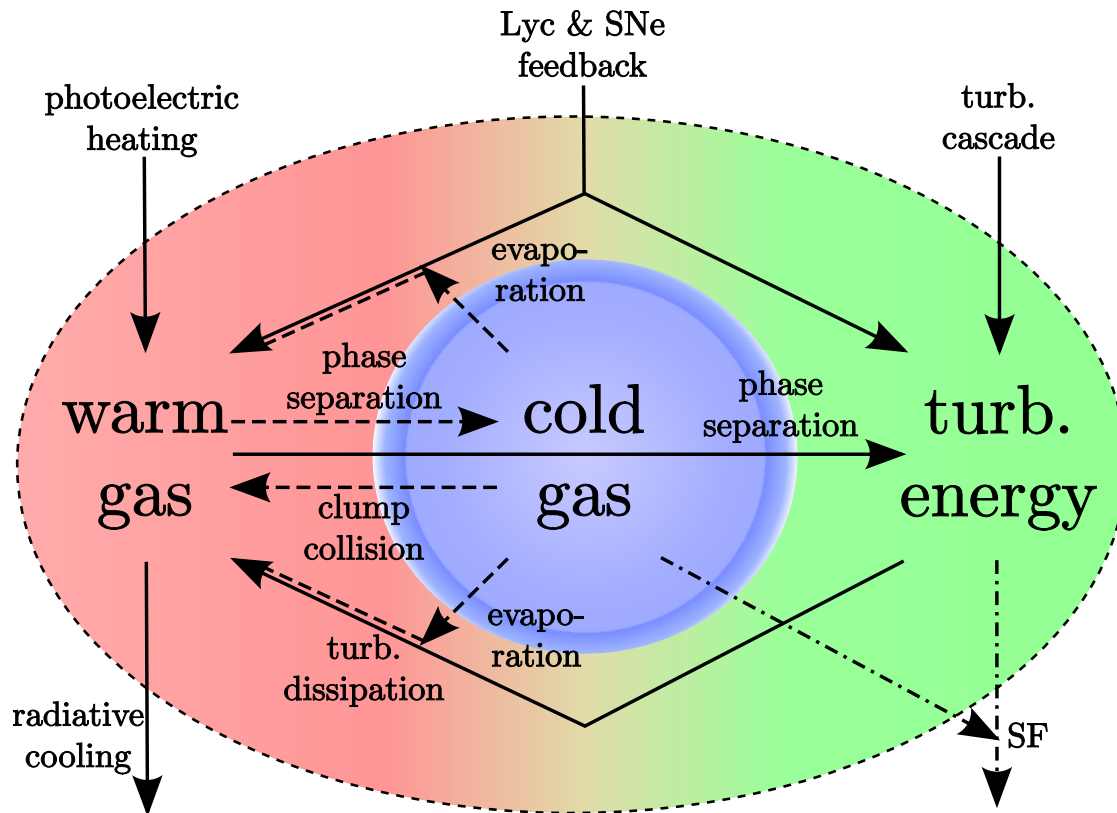 Lyc & SNe
feedback
photoelectric
heating
turb.
cascade
evapo-
ration
phase
separation
phase
separation
warm
gas
cold
gas
turb.
energy
clump
collision
evapo-
ration
turb.
dissipation
radiative
cooling
SF